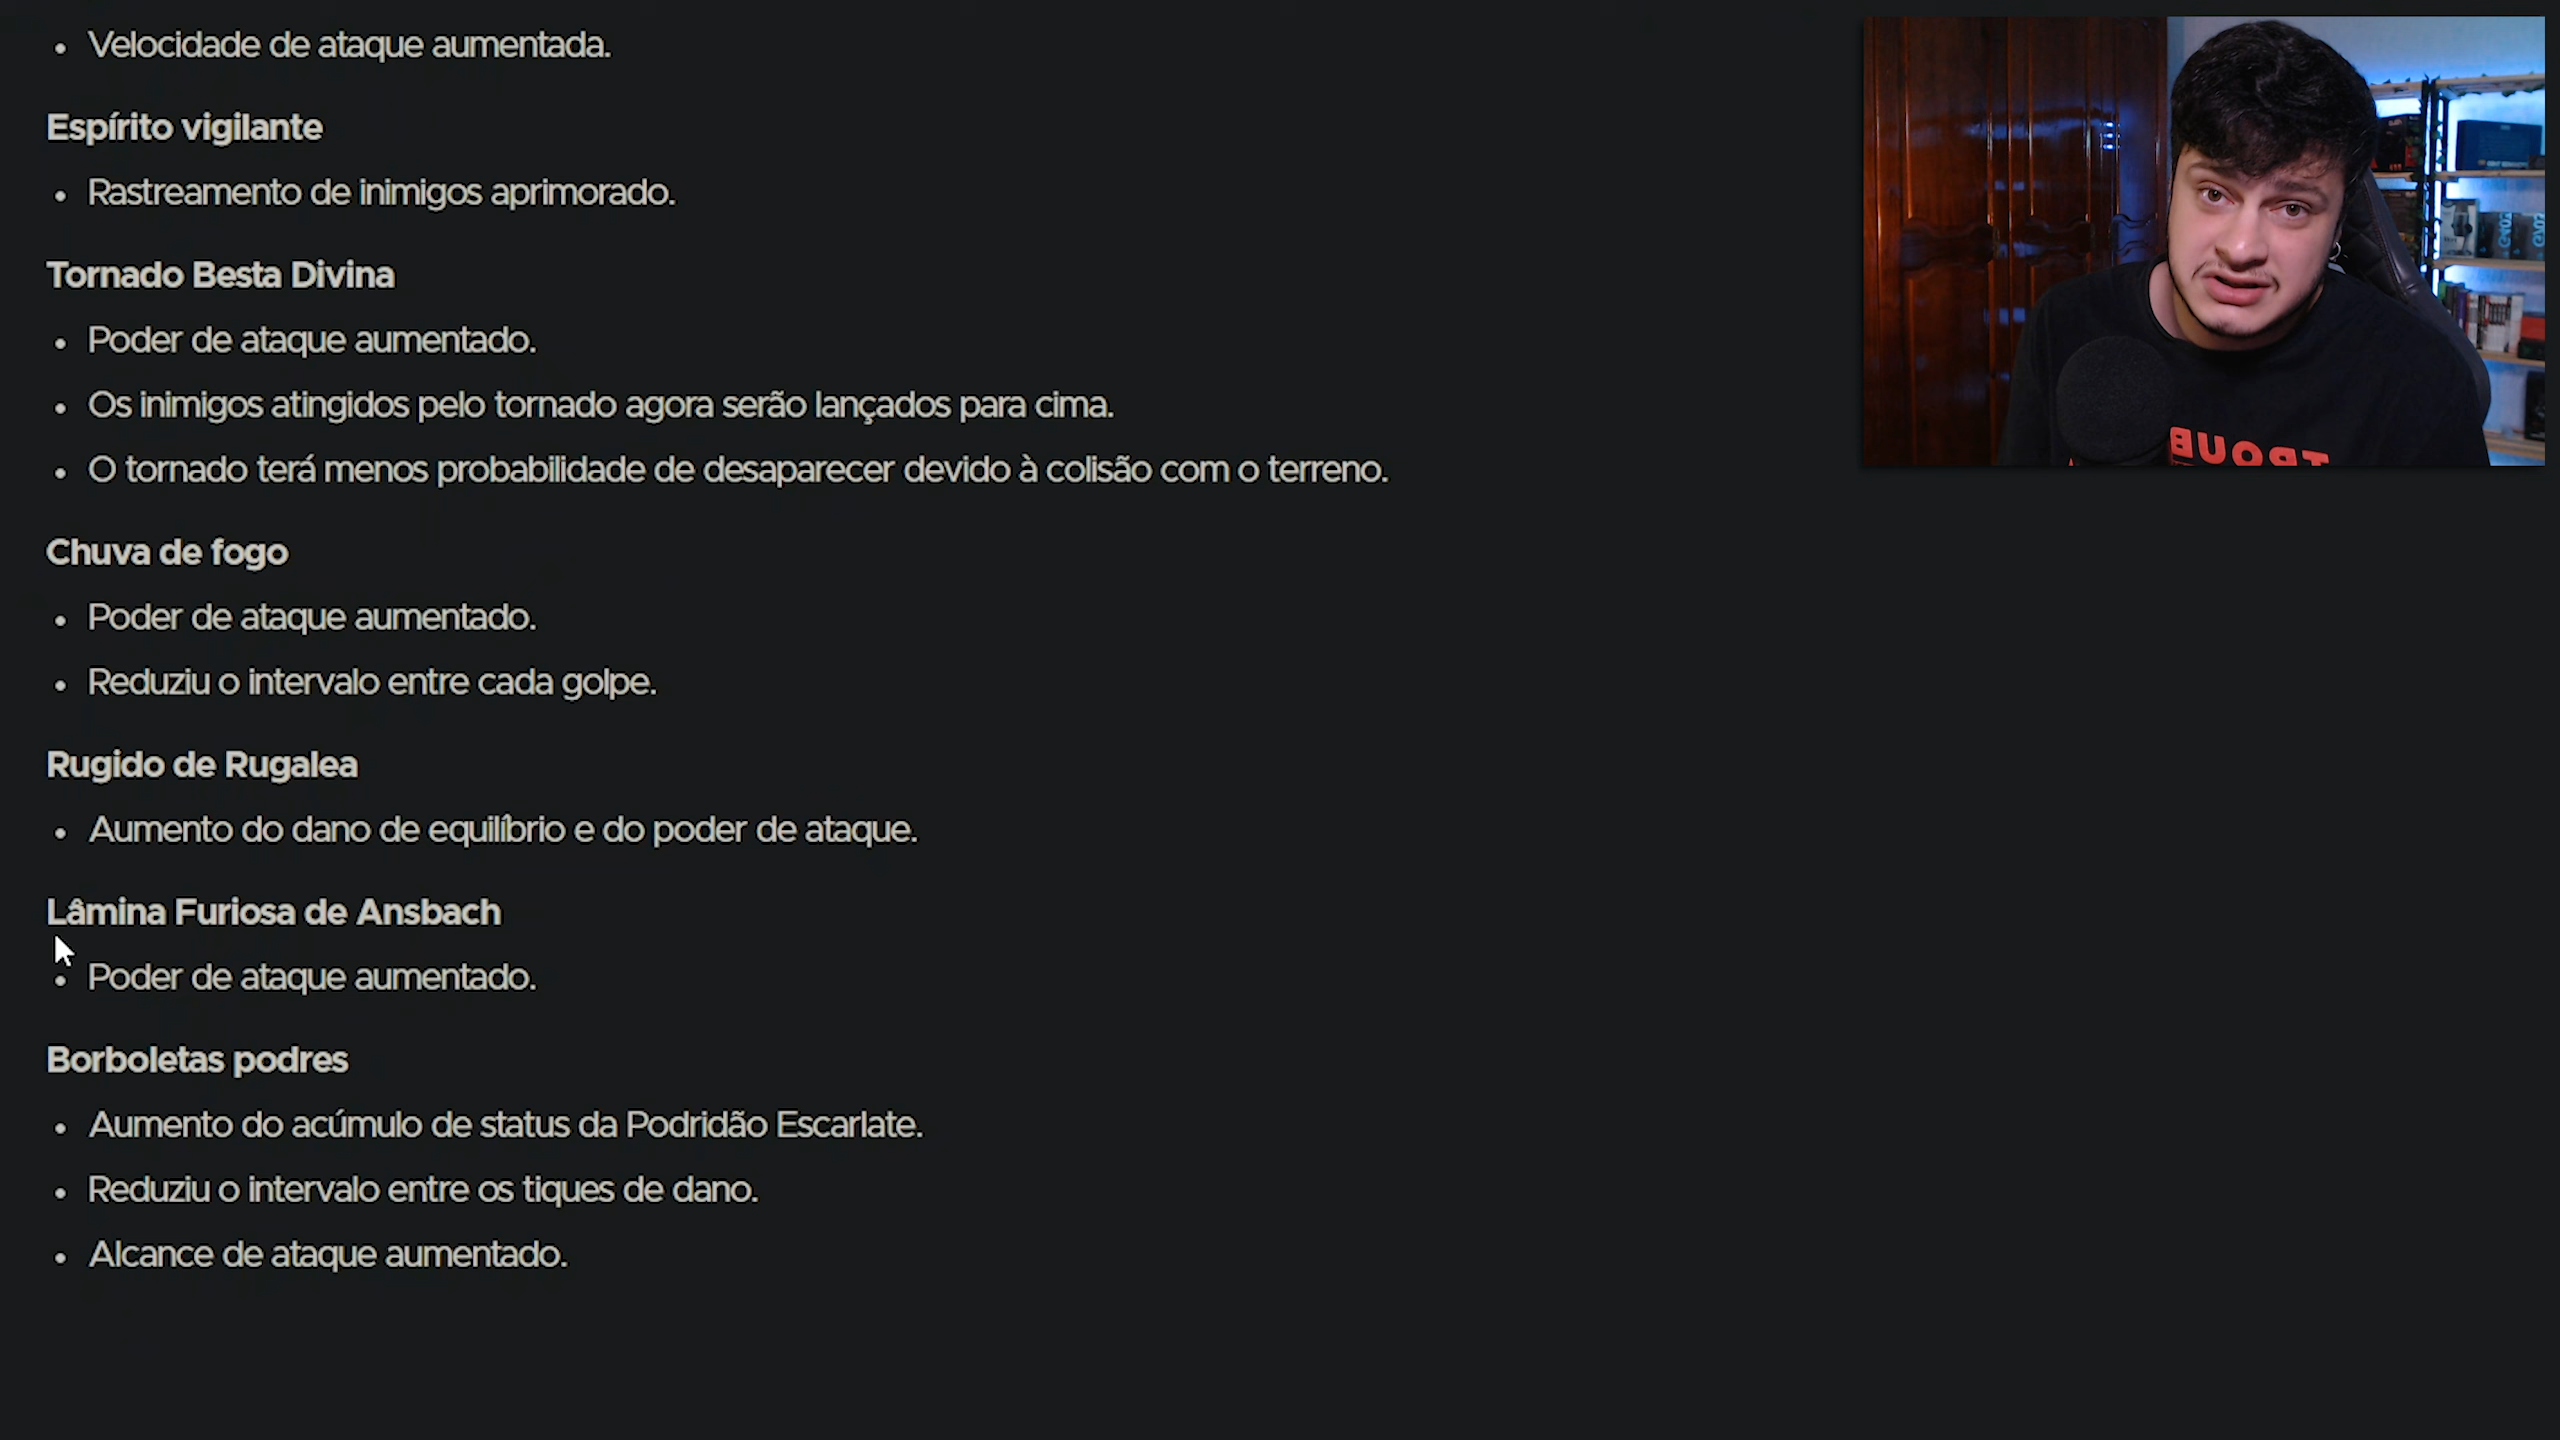 • Velocidade de ataque aumentada.
Espírito vigilante
• Rastreamento de inimigos aprimorado.
Tornado Besta Divina
• Poder de ataque aumentado.
• Os inimigos atingidos pelo tornado agora serão lançados para cima.
• O tornado terá menos probabilidade de desaparecer devido à colisão com o terreno.
Chuva de fogo
• Poder de ataque aumentado.
• Reduziu o intervalo entre cada golpe.
Rugido de Rugalea
• Aumento do dano de equilíbrio e do poder de ataque.
Lâmina Furiosa de Ansbach
• Poder de ataque aumentado.
Borboletas podres
• Aumento do acúmulo de status da Podridão Escarlate.
• Reduziu o intervalo entre os tiques de dano.
• Alcance de ataque aumentado.